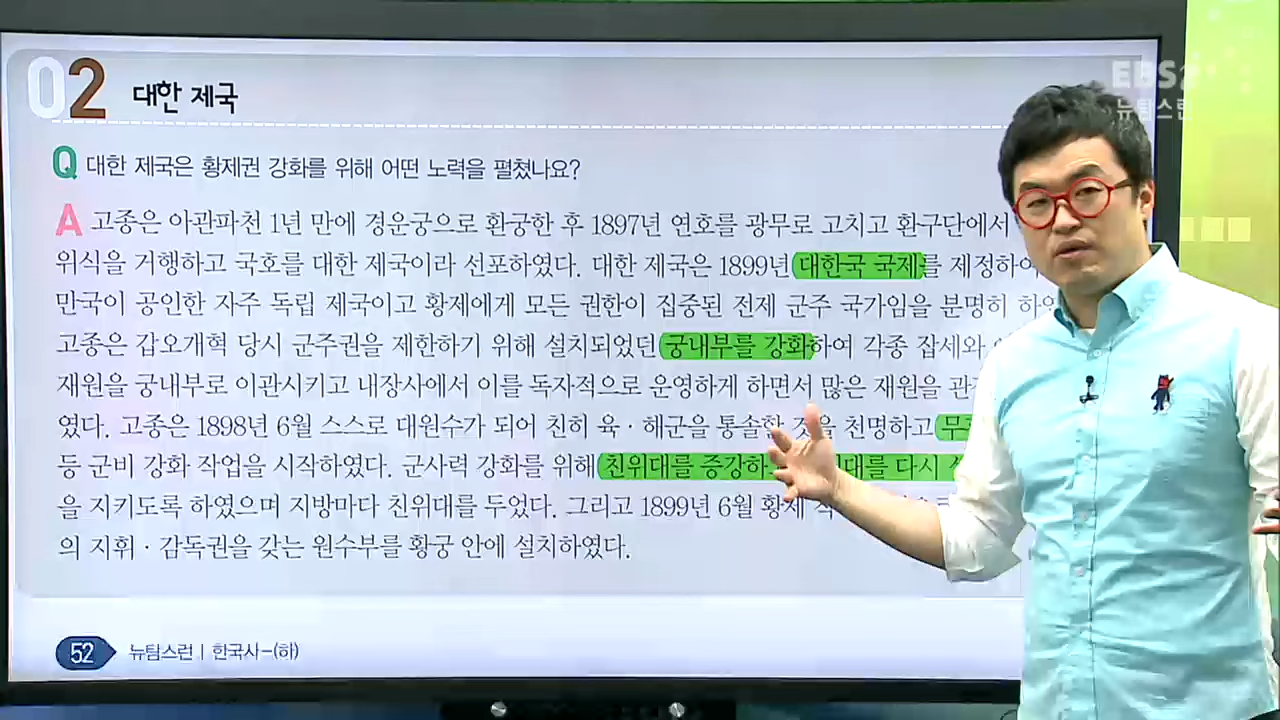 EBS2
뉴탐스런
02 대한 제국
Q 대한 제국은 황제권 강화를 위해 어떤 노력을 펼쳤나요?
A 고종은 아관파천 1년 만에 경운궁으로 환궁한 후 1897년 연호를 광무로 고치고 환구단에서
위식을 거행하고 국호를 대한 제국이라 선포하였다. 대한 제국은 1899년 대한국 국제를 제정하여
만국이 공인한 자주 독립 제국이고 황제에게 모든 권한이 집중된 전제 군주 국가임을 분명히 하였
고종은 갑오개혁 당시 군주권을 제한하기 위해 설치되었던 궁내부를 강화하여 각종 잡세와
재원을 궁내부로 이관시키고 내장사에서 이를 독자적으로 운영하게 하면서 많은 재원을
였다. 고종은 1898년 6월 스스로 대원수가 되어 친히 육·해군을 통솔할 것을 천명하고
등 군비 강화 작업을 시작하였다. 군사력 강화를 위해 친위대를 증강하 다시
을 지키도록 하였으며 지방마다 친위대를 두었다. 그리고 1899년 6월 황제
의 지휘·감독권을 갖는 원수부를 황궁 안에 설치하였다.
52 뉴탐스런 | 한국사-(하)